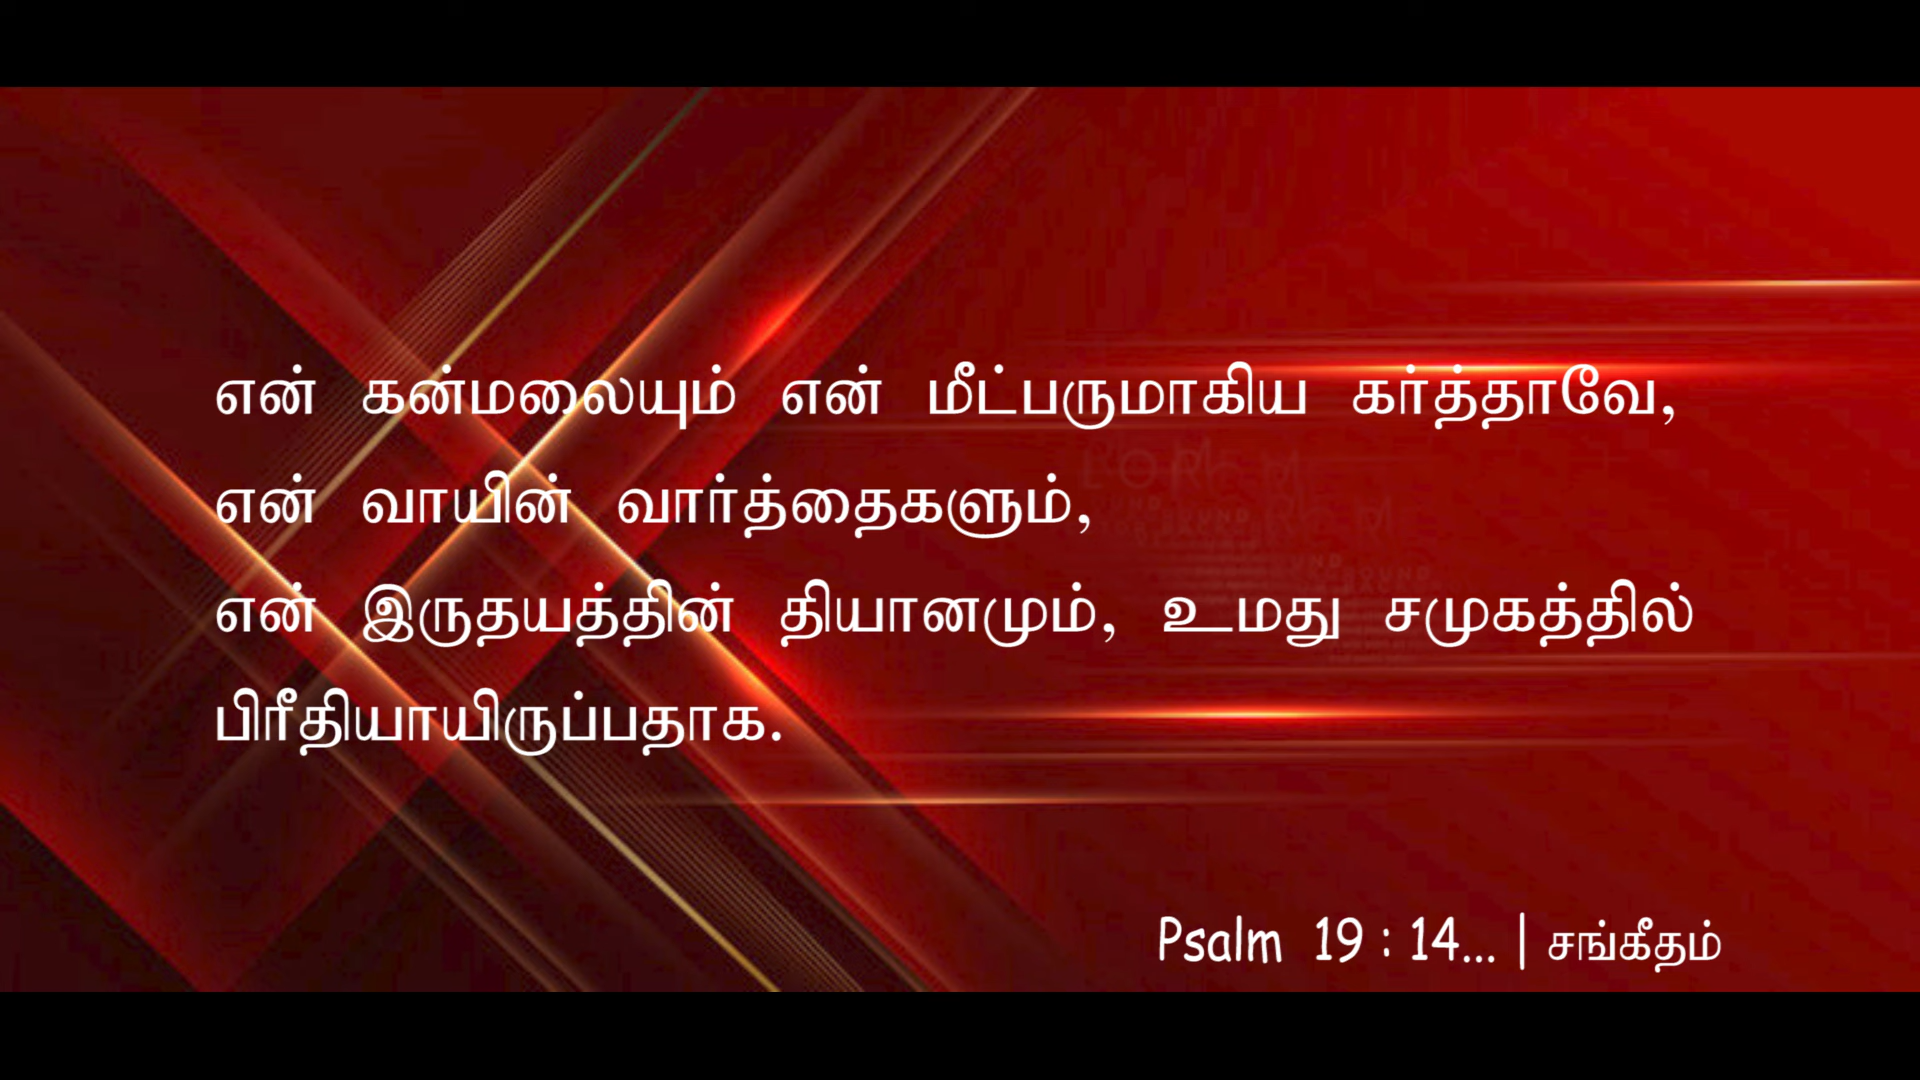 என் கன்மலையும் என் மீட்பருமாகிய கர்த்தாவே,
என் வாயின் வார்த்தைகளும்,
என் இருதயத்தின் தியானமும், உமது சமுகத்தில்
பிரீதியாயிருப்பதாக.
Psalm 19 : 14... | சங்கீதம்